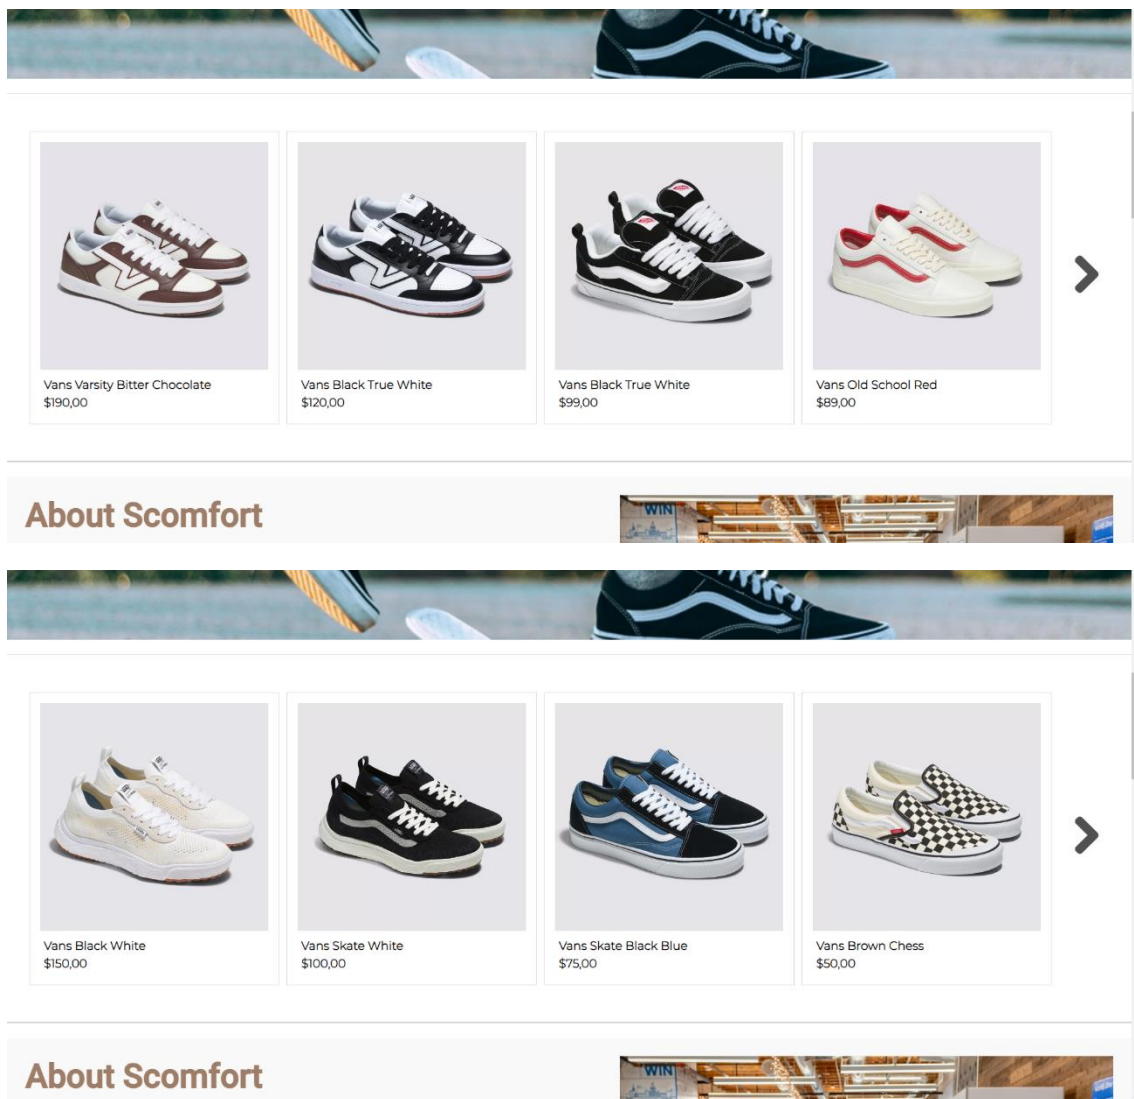 Vans Varsity Bitter Chocolate
$190,00
Vans Black True White
$120,00
Vans Black True White
$99,00
Vans Old School Red
$89,00
About Scomfort
WIN
Vans Black White
$150,00
Vans Skate White
$100,00
Vans Skate Black Blue
$75,00
Vans Brown Chess
$50,00
About Scomfort
WIN